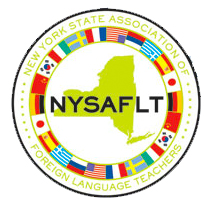 NEW YORK STATE ASSOCIATION OF
NYSAFLT
FOREIGN LANGUAGE TEACHERS